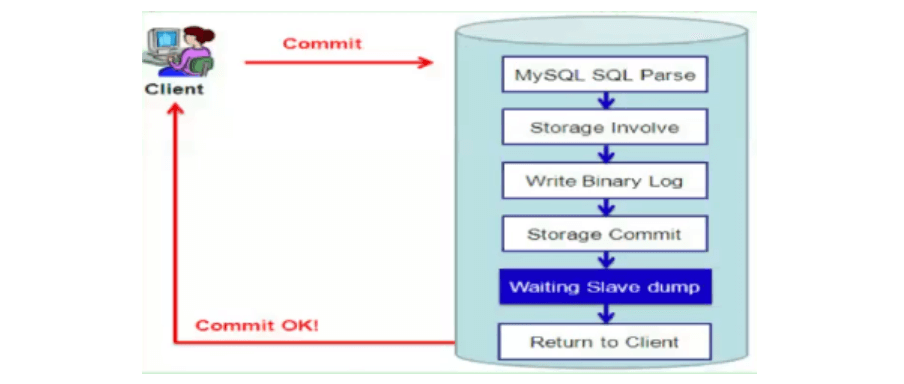 Commit
Client
MySQL SQL Parse
Storage Involve
Write Binary Log
Storage Commit
Waiting Slave dump
Return to Client
Commit OK!